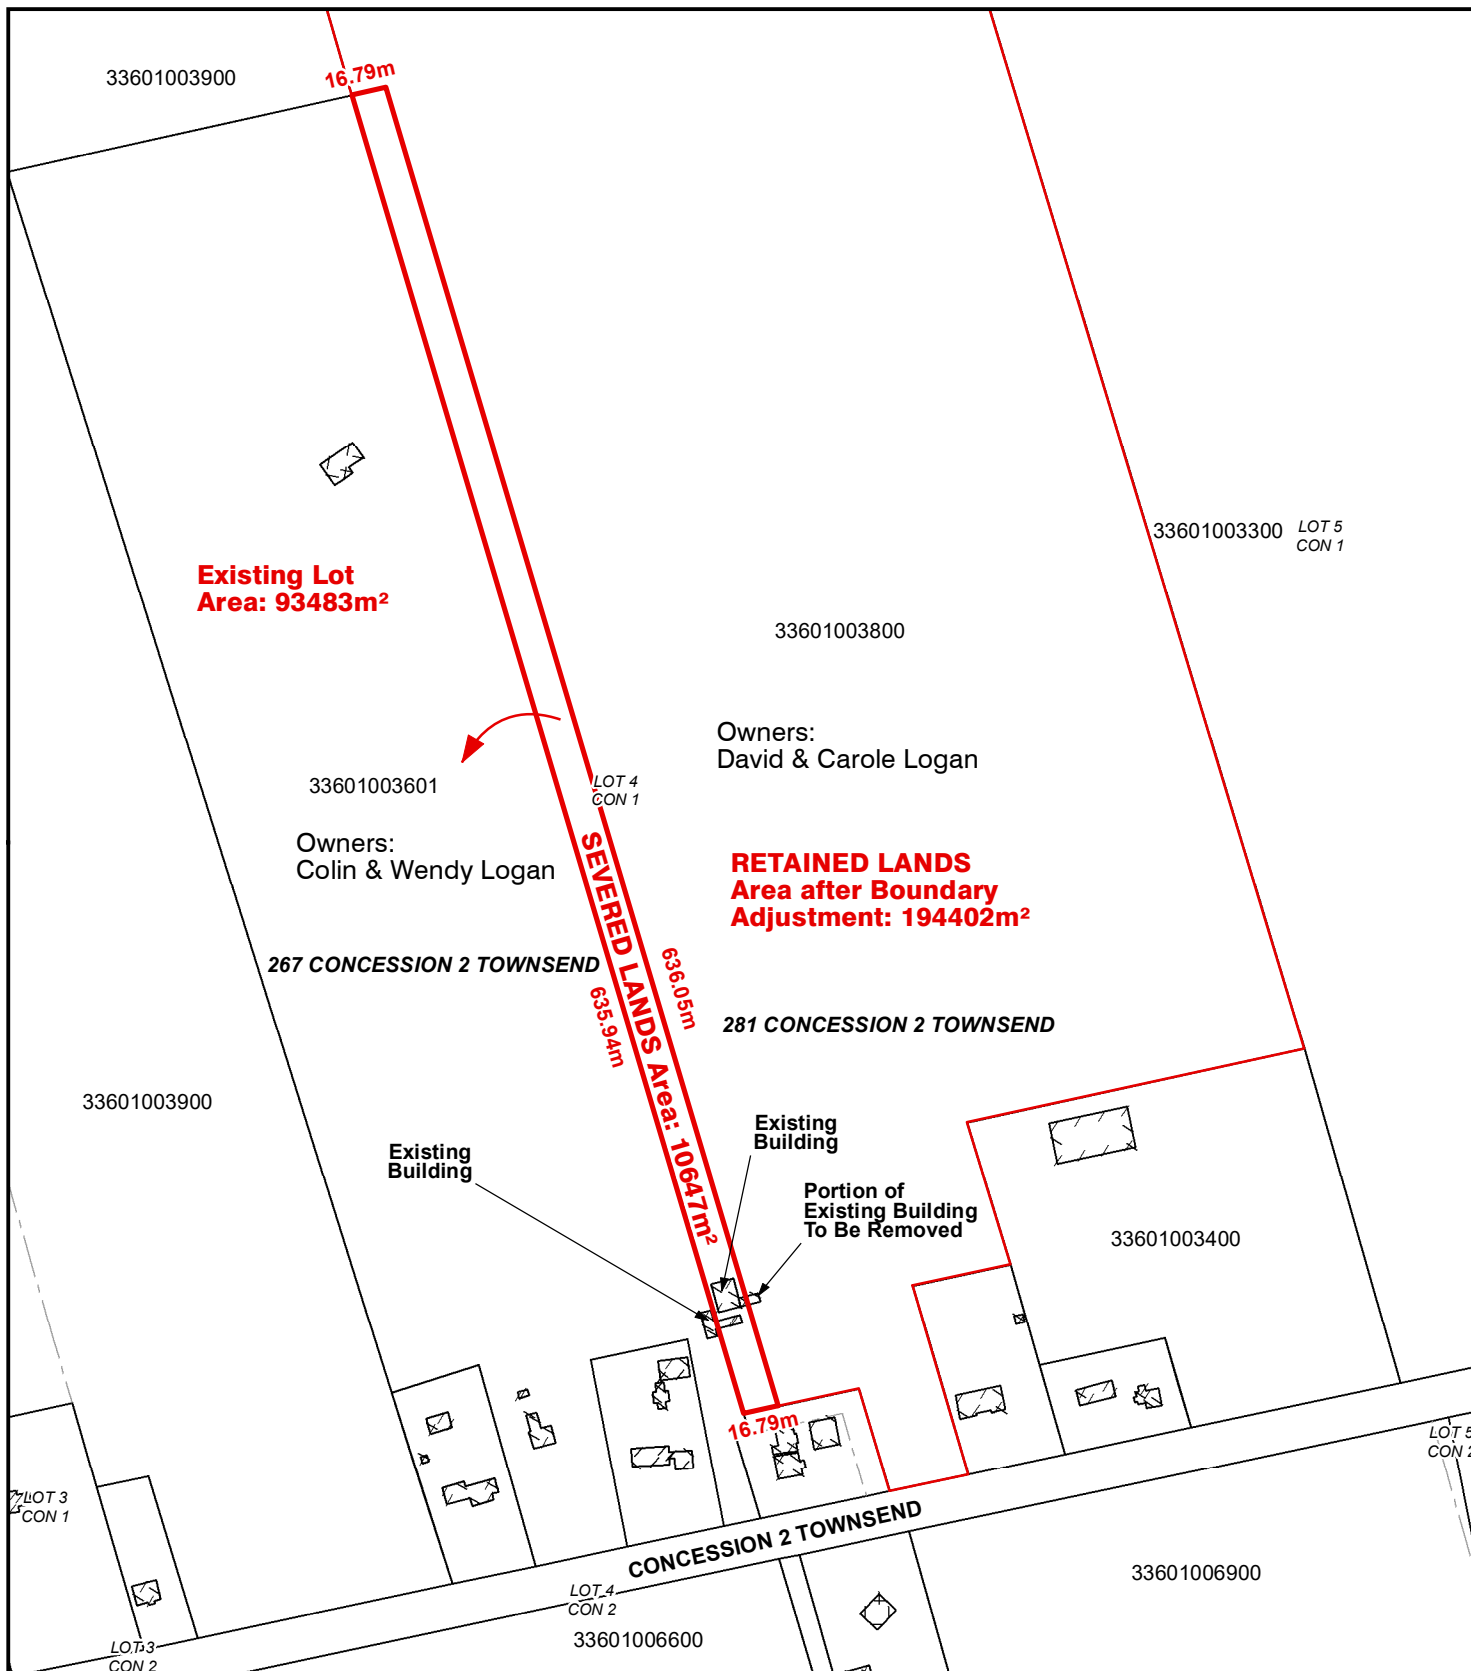 33601003900
16.79m
Existing Lot
Area: 93483m²
33601003300
LOT 5
CON 1
33601003800
Owners:
David & Carole Logan
33601003601
LOT 4
CON 1
Owners:
Colin & Wendy Logan
RETAINED LANDS
Area after Boundary
Adjustment: 194402m²
SEVERED LANDS Area: 10647m²
636.05m
635.94m
267 CONCESSION 2 TOWNSEND
281 CONCESSION 2 TOWNSEND
33601003900
Existing
Building
Existing
Building
Portion of
Existing Building
To Be Removed
33601003400
16.79m
LOT 5
CON 2
LOT 3
CON 1
CONCESSION 2 TOWNSEND
33601006900
LOT 4
CON 2
33601006600
LOT 3
CON 2